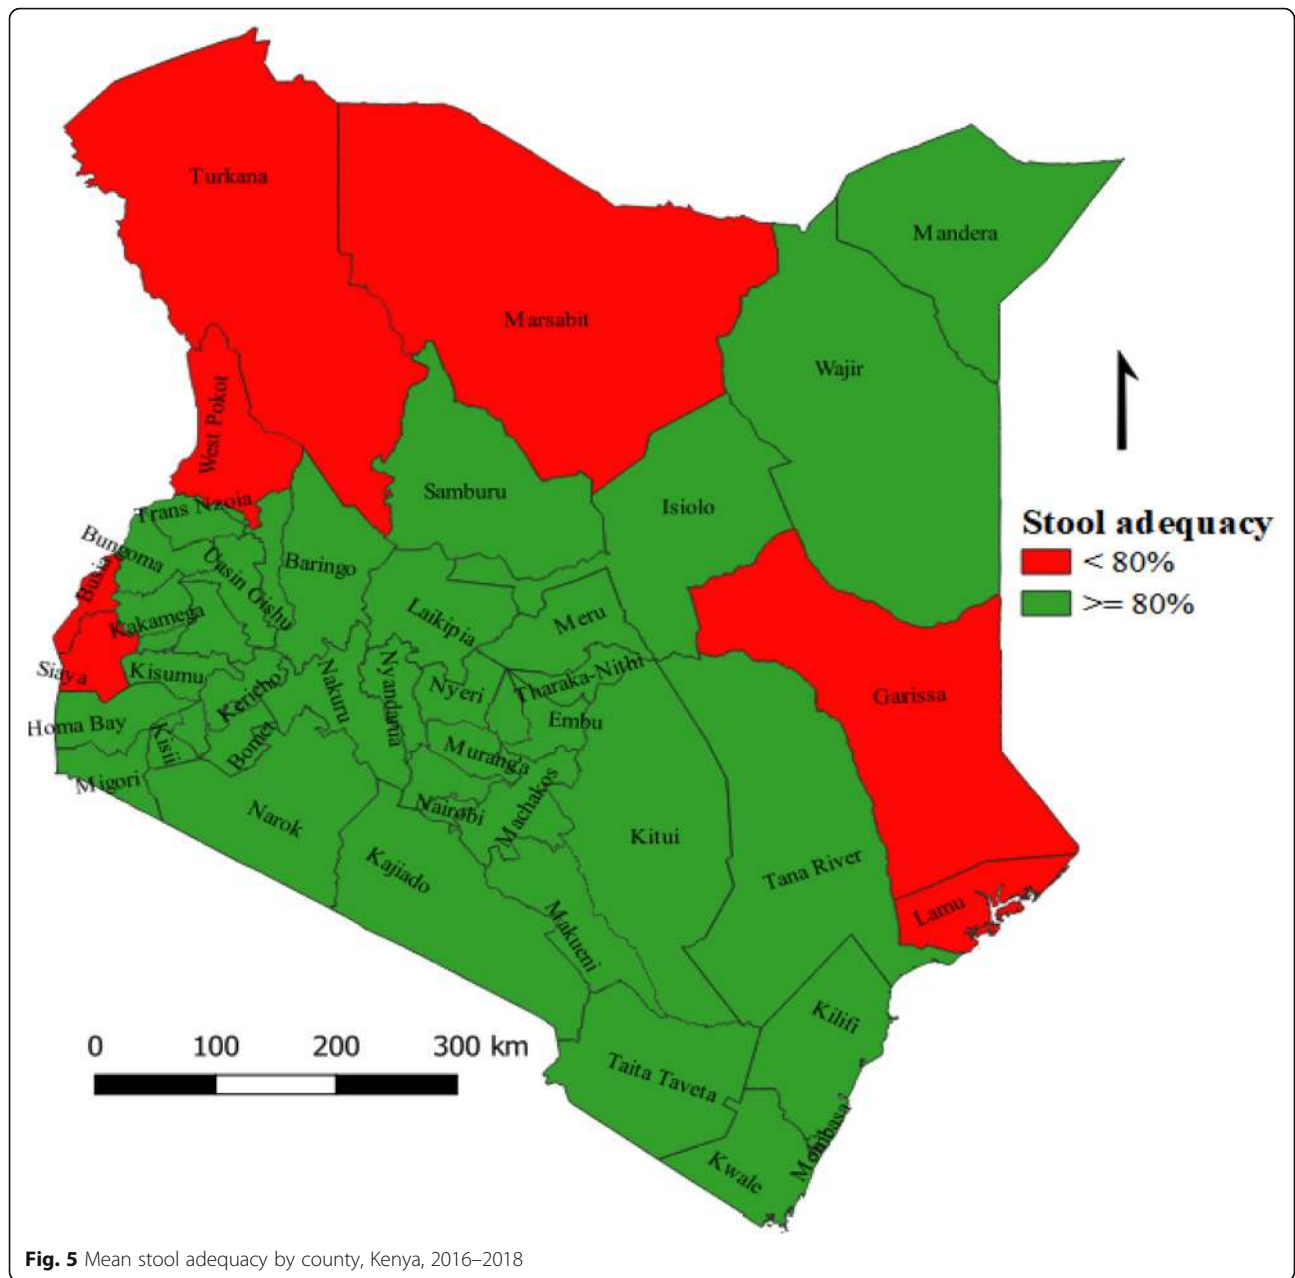 Turkana
Mandera
Marsabit
Wajir
West Pokot
Samburu
Isiolo
Trans Nzoia
Stool adequacy
< 80%
>= 80%
Bungoma
Busia
Uasin Gishu
Baringo
Kakamega
Laikipia
Meru
Siaya
Kisumu
Kericho
Nakuru
Nyandarua
Nyeri
Tharaka-Nithi
Garissa
Homa Bay
Kisii
Bomet
Embu
Murang'a
Migori
Narok
Nairobi
Machakos
Kitui
Kajiado
Tana River
Lamu
Makueni
Kilifi
0 100 200 300 km
Taita Taveta
Mombasa
Kwale
Fig. 5 Mean stool adequacy by county, Kenya, 2016–2018